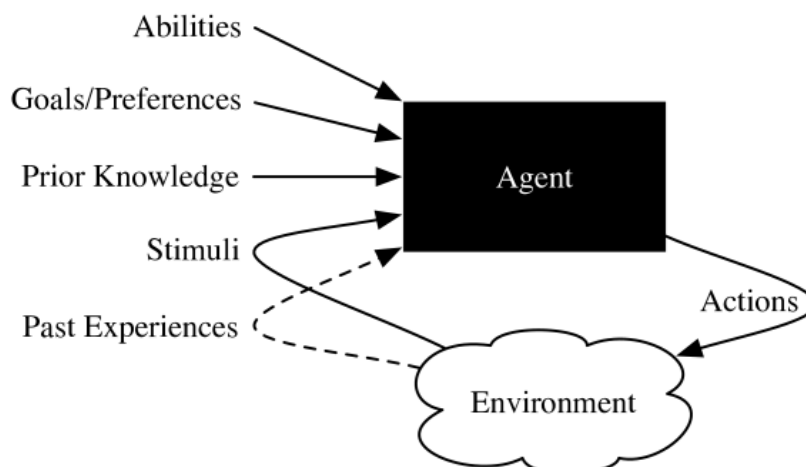 Abilities
Goals/Preferences
Prior Knowledge
Agent
Stimuli
Past Experiences
Actions
Environment